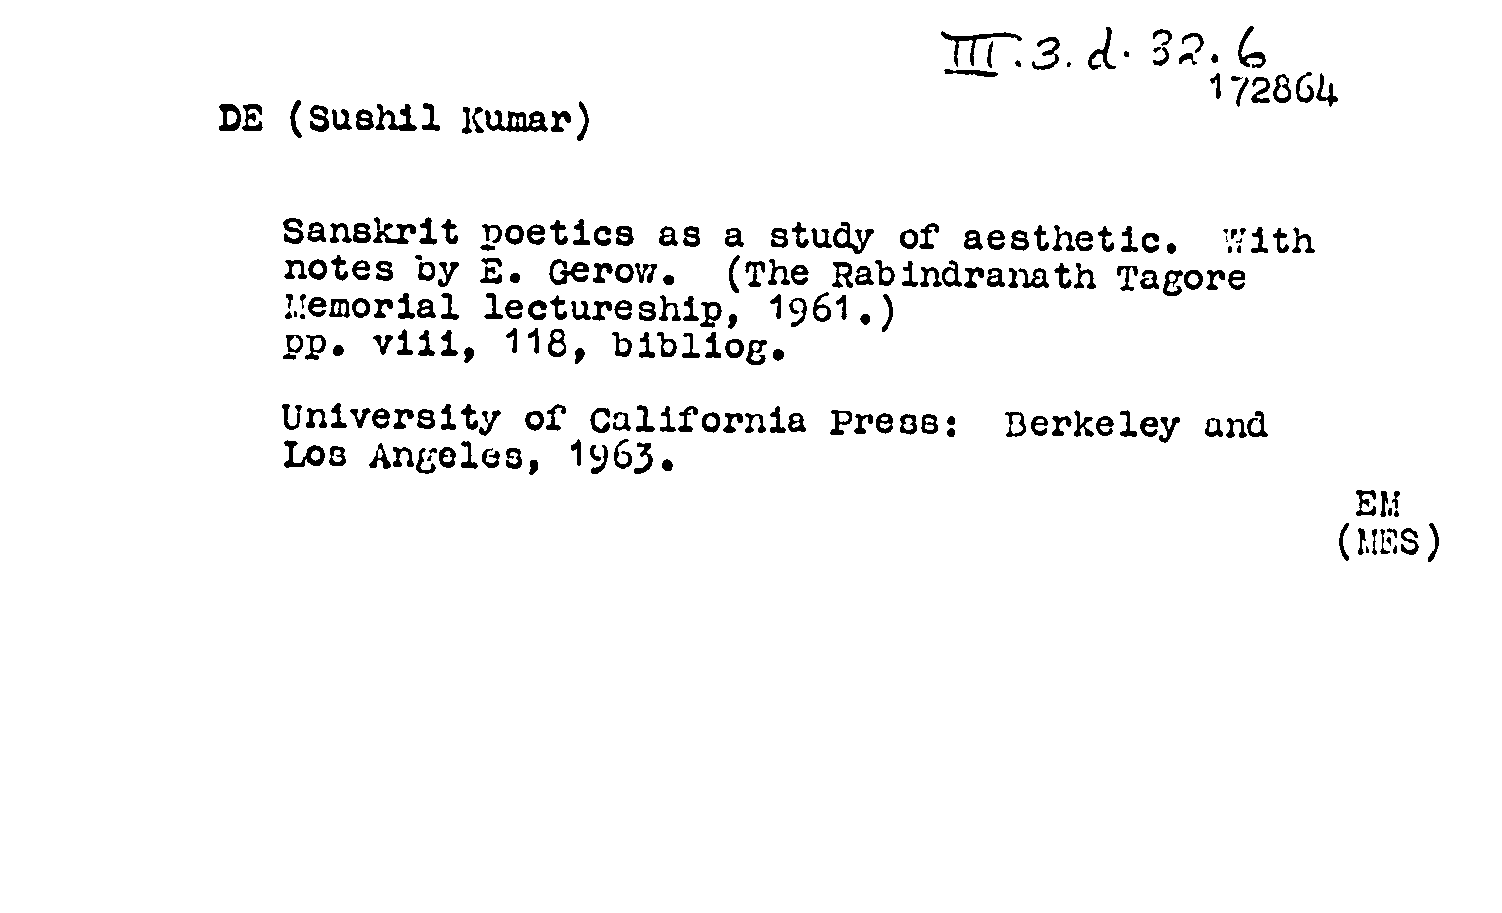 III.3.d.32.6
172864
DE (Sushil Kumar)
Sanskrit poetics as a study of aesthetic. With
notes by E. Gerow. (The Rabindranath Tagore
Memorial lectureship, 1961.)
pp. viii, 118, bibliog.
University of California Press: Berkeley and
Los Angeles, 1963.
EM
(MES)